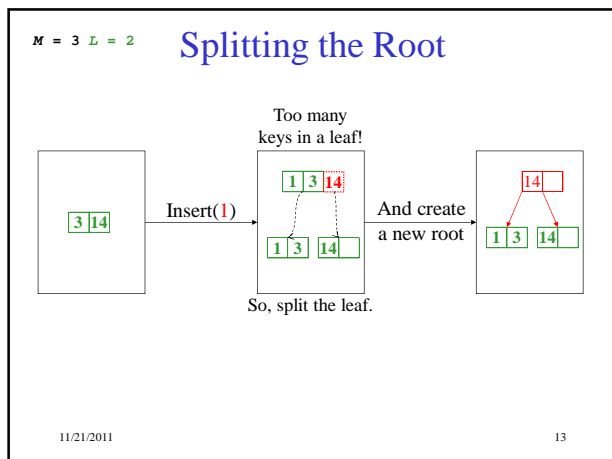 M = 3 L = 2
Splitting the Root
Too many
keys in a leaf!
1 3 14
3 14
Insert(1)
1 3
14
So, split the leaf.
And create
a new root
14
1 3
14
11/21/2011
13